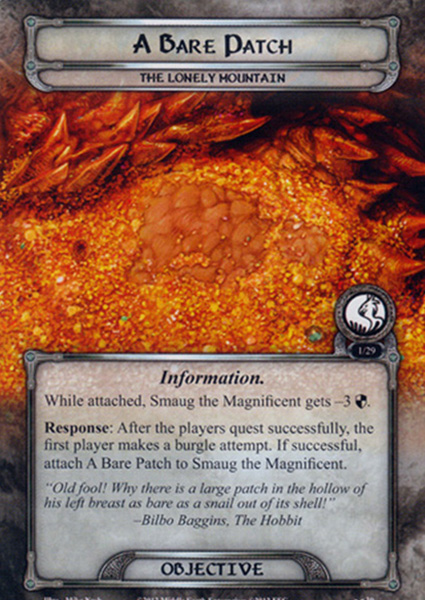 A Bare Patch
The Lonely Mountain
1/29
Information.
While attached, Smaug the Magnificent gets –3
Response: After the players quest successfully, the
first player makes a burgle attempt. If successful,
attach A Bare Patch to Smaug the Magnificent.
“Old fool! Why there is a large patch in the hollow of
his left breast as bare as a snail out of its shell!”
–Bilbo Baggins, The Hobbit
Objective